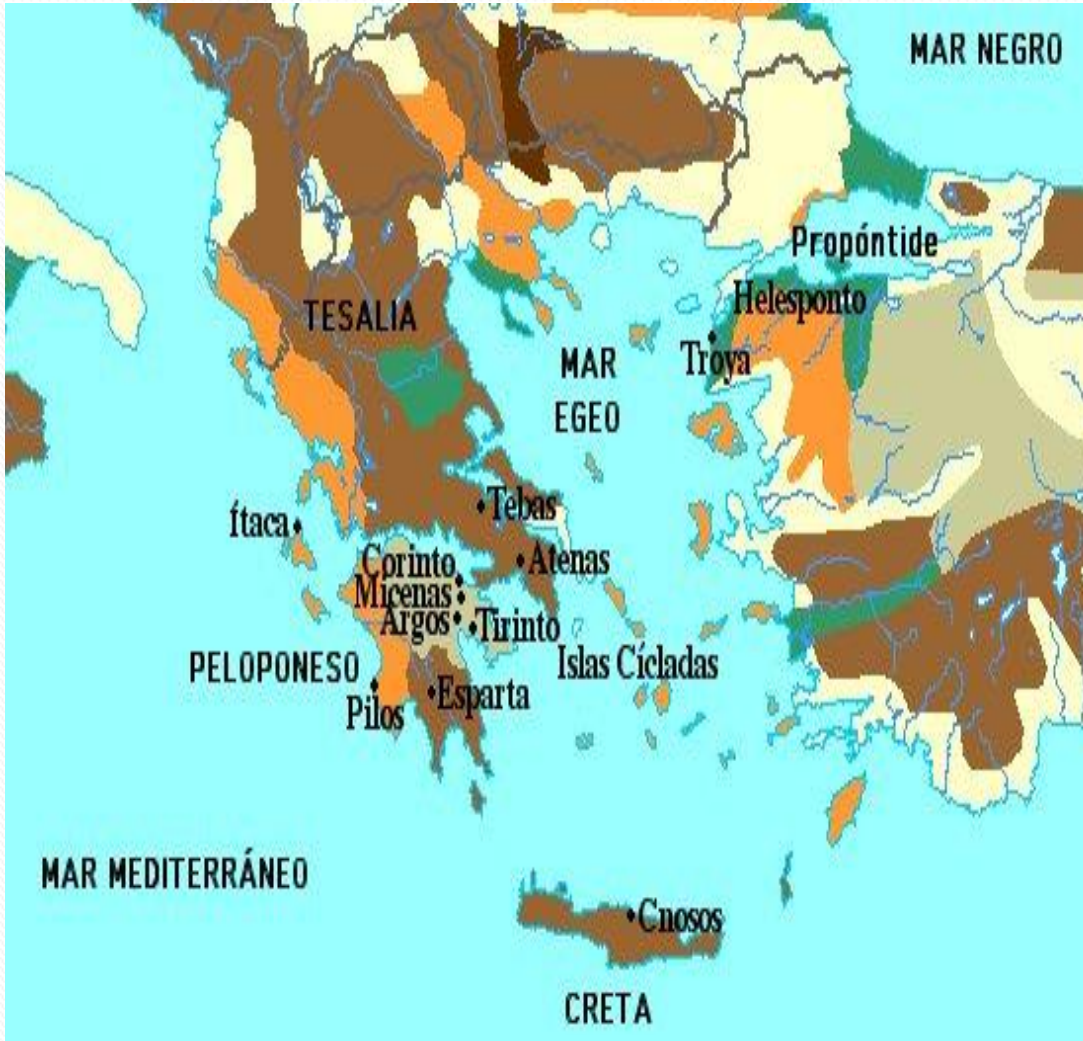 MAR NEGRO
Propóntide
Helesponto
TESALIA
Troya
MAR
EGEO
Tebas
Ítaca
Atenas
Corinto
Micenas
Argos
Tirinto
Islas Cícladas
PELOPONESO
Esparta
Pilos
MAR MEDITERRÁNEO
Cnosos
CRETA